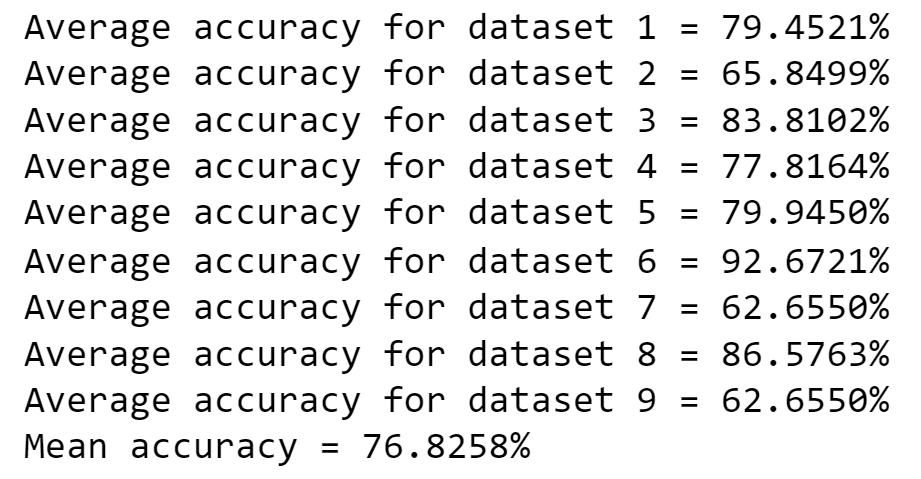 Average accuracy for dataset 1 = 79.4521%
Average accuracy for dataset 2 = 65.8499%
Average accuracy for dataset 3 = 83.8102%
Average accuracy for dataset 4 = 77.8164%
Average accuracy for dataset 5 = 79.9450%
Average accuracy for dataset 6 = 92.6721%
Average accuracy for dataset 7 = 62.6550%
Average accuracy for dataset 8 = 86.5763%
Average accuracy for dataset 9 = 62.6550%
Mean accuracy = 76.8258%